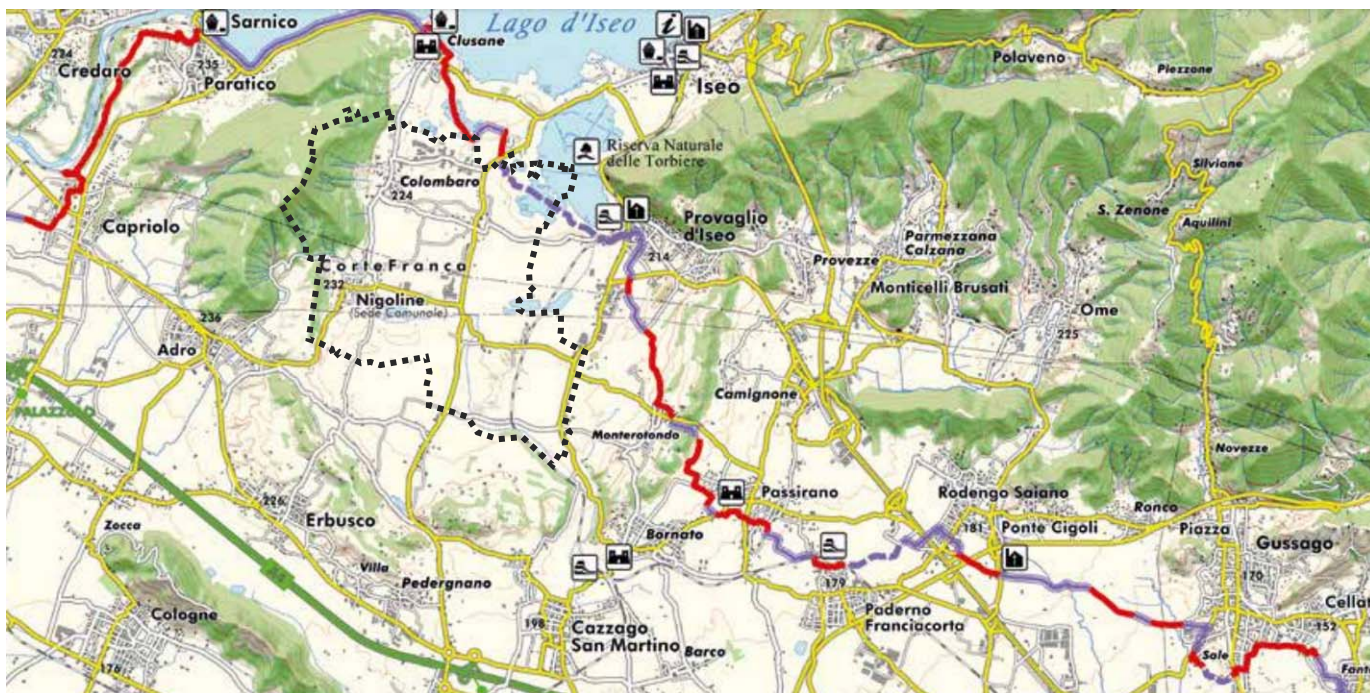 Sarnico
Lago d'Iseo
Clusane
234
Credaro
235
Paratico
i
Iseo
Polaveno
Piezzone
Riserva Naturale
delle Torbiere
Colombaro
224
Silviane
S. Zenone
Aquilini
Capriolo
Provaglio
d'Iseo
214
Provezze
Parmezzana
Calzana
CorteFranca
232
Nigoline
(Sede Comunale)
Monticelli Brusati
Ome
225
236
Adro
PALAZZOLO
Camignone
Monterotondo
Novezze
226
Erbusco
Passirano
Rodengo Saiano
181
Ponte Cigoli
Ronco
Piazza
Gussago
Zocca
Villa
Pedergnano
Bornato
179
170
Cologne
176
198
Cazzago
San Martino
Barco
Paderno
Franciacorta
Cellat
152
Sale
Fant